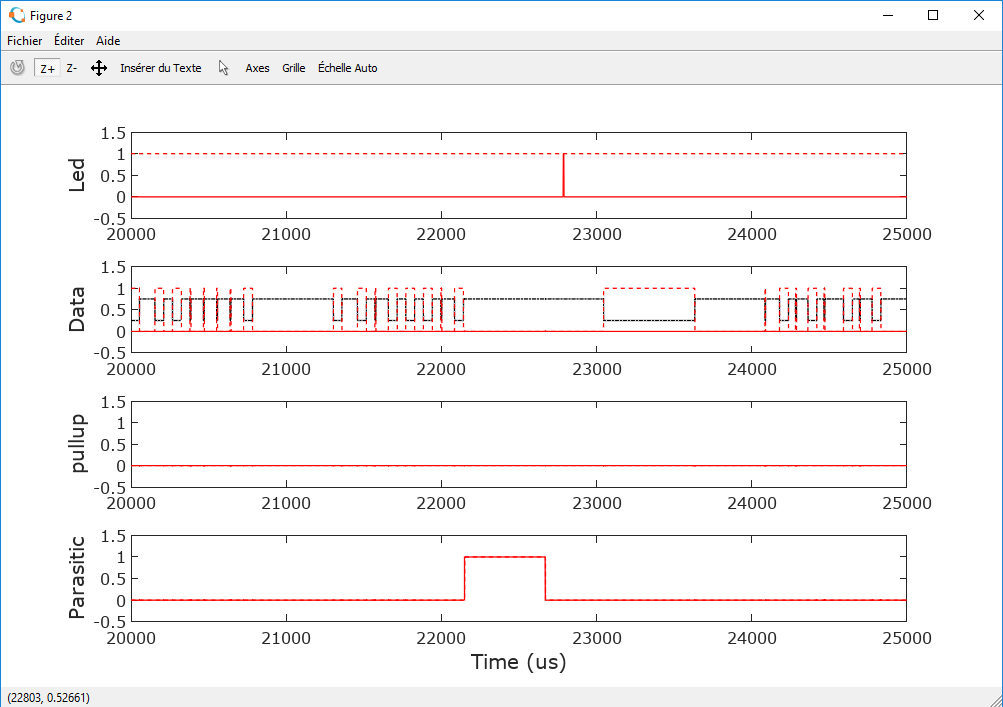 Figure 2
Fichier Éditer Aide
Z+ Z- Insérer du Texte Axes Grille Échelle Auto
1.5
1
0.5
0
-0.5
Led
20000 21000 22000 23000 24000 25000
1.5
1
0.5
0
-0.5
Data
20000 21000 22000 23000 24000 25000
1.5
1
0.5
0
-0.5
pullup
20000 21000 22000 23000 24000 25000
1.5
1
0.5
0
-0.5
Parasitic
20000 21000 22000 23000 24000 25000
Time (us)
(22803, 0.52661)